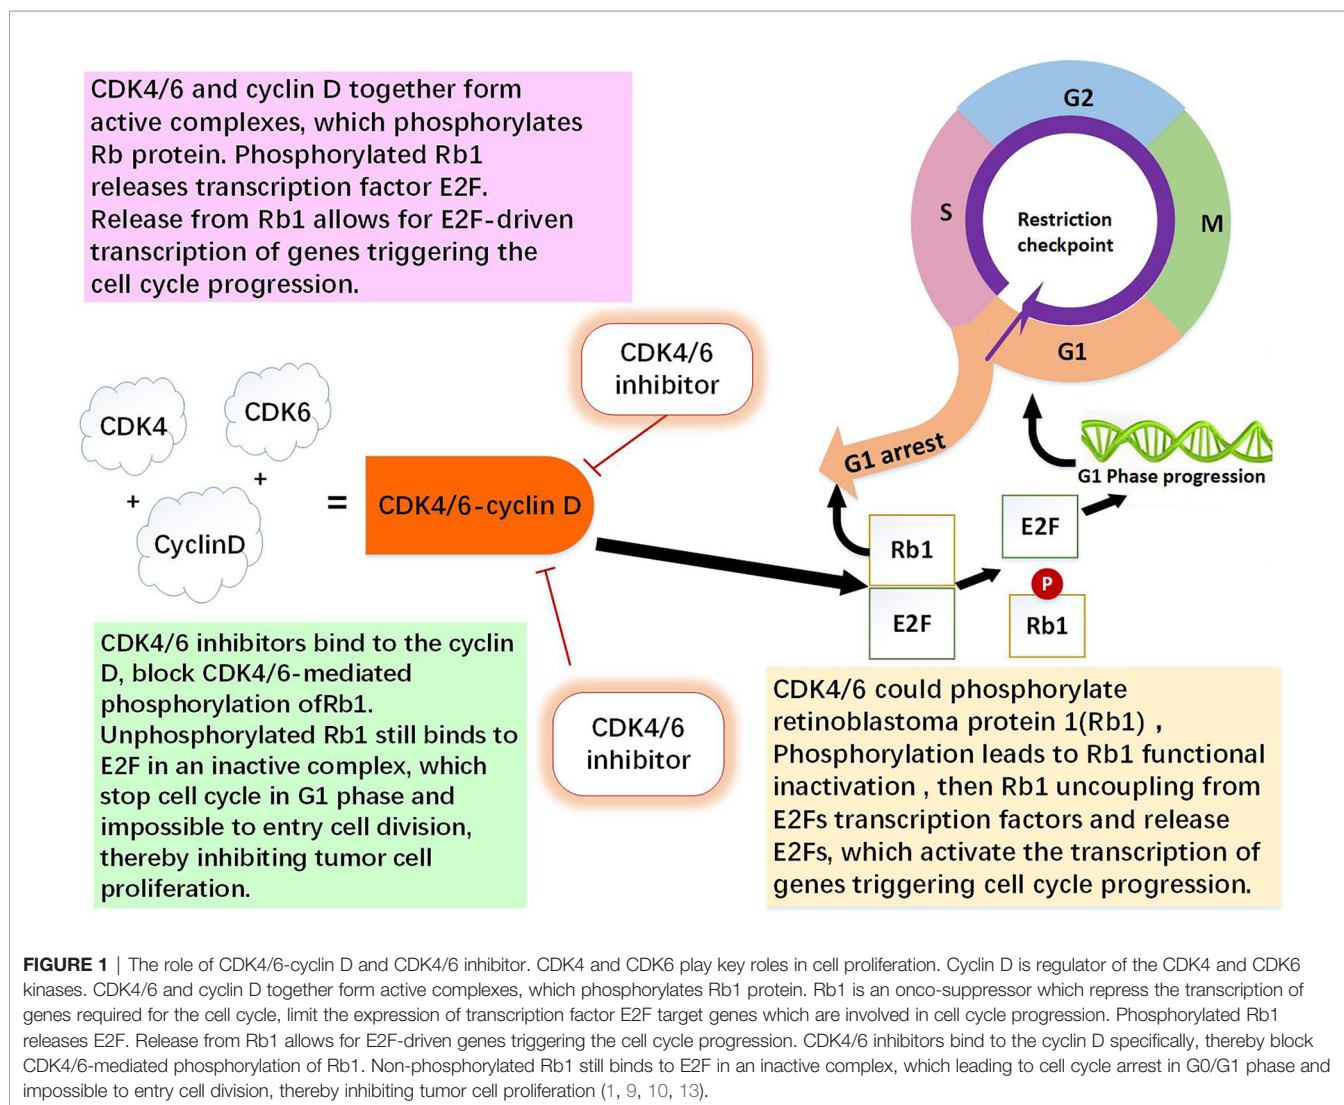 CDK4/6 and cyclin D together form
active complexes, which phosphorylates
Rb protein. Phosphorylated Rb1
releases transcription factor E2F.
Release from Rb1 allows for E2F-driven
transcription of genes triggering the
cell cycle progression.
G2
S
M
Restriction
checkpoint
G1
G1 arrest
CDK4/6
inhibitor
CDK4
CDK6
+
+
CyclinD
=
CDK4/6-cyclin D
G1 Phase progression
Rb1
E2F
E2F
P
Rb1
CDK4/6 inhibitors bind to the cyclin
D, block CDK4/6-mediated
phosphorylation ofRb1.
Unphosphorylated Rb1 still binds to
E2F in an inactive complex, which
stop cell cycle in G1 phase and
impossible to entry cell division,
thereby inhibiting tumor cell
proliferation.
CDK4/6
inhibitor
CDK4/6 could phosphorylate
retinoblastoma protein 1(Rb1) ,
Phosphorylation leads to Rb1 functional
inactivation , then Rb1 uncoupling from
E2Fs transcription factors and release
E2Fs, which activate the transcription of
genes triggering cell cycle progression.
FIGURE 1 | The role of CDK4/6-cyclin D and CDK4/6 inhibitor. CDK4 and CDK6 play key roles in cell proliferation. Cyclin D is regulator of the CDK4 and CDK6
kinases. CDK4/6 and cyclin D together form active complexes, which phosphorylates Rb1 protein. Rb1 is an onco-suppressor which repress the transcription of
genes required for the cell cycle, limit the expression of transcription factor E2F target genes which are involved in cell cycle progression. Phosphorylated Rb1
releases E2F. Release from Rb1 allows for E2F-driven genes triggering the cell cycle progression. CDK4/6 inhibitors bind to the cyclin D specifically, thereby block
CDK4/6-mediated phosphorylation of Rb1. Non-phosphorylated Rb1 still binds to E2F in an inactive complex, which leading to cell cycle arrest in G0/G1 phase and
impossible to entry cell division, thereby inhibiting tumor cell proliferation (1, 9, 10, 13).